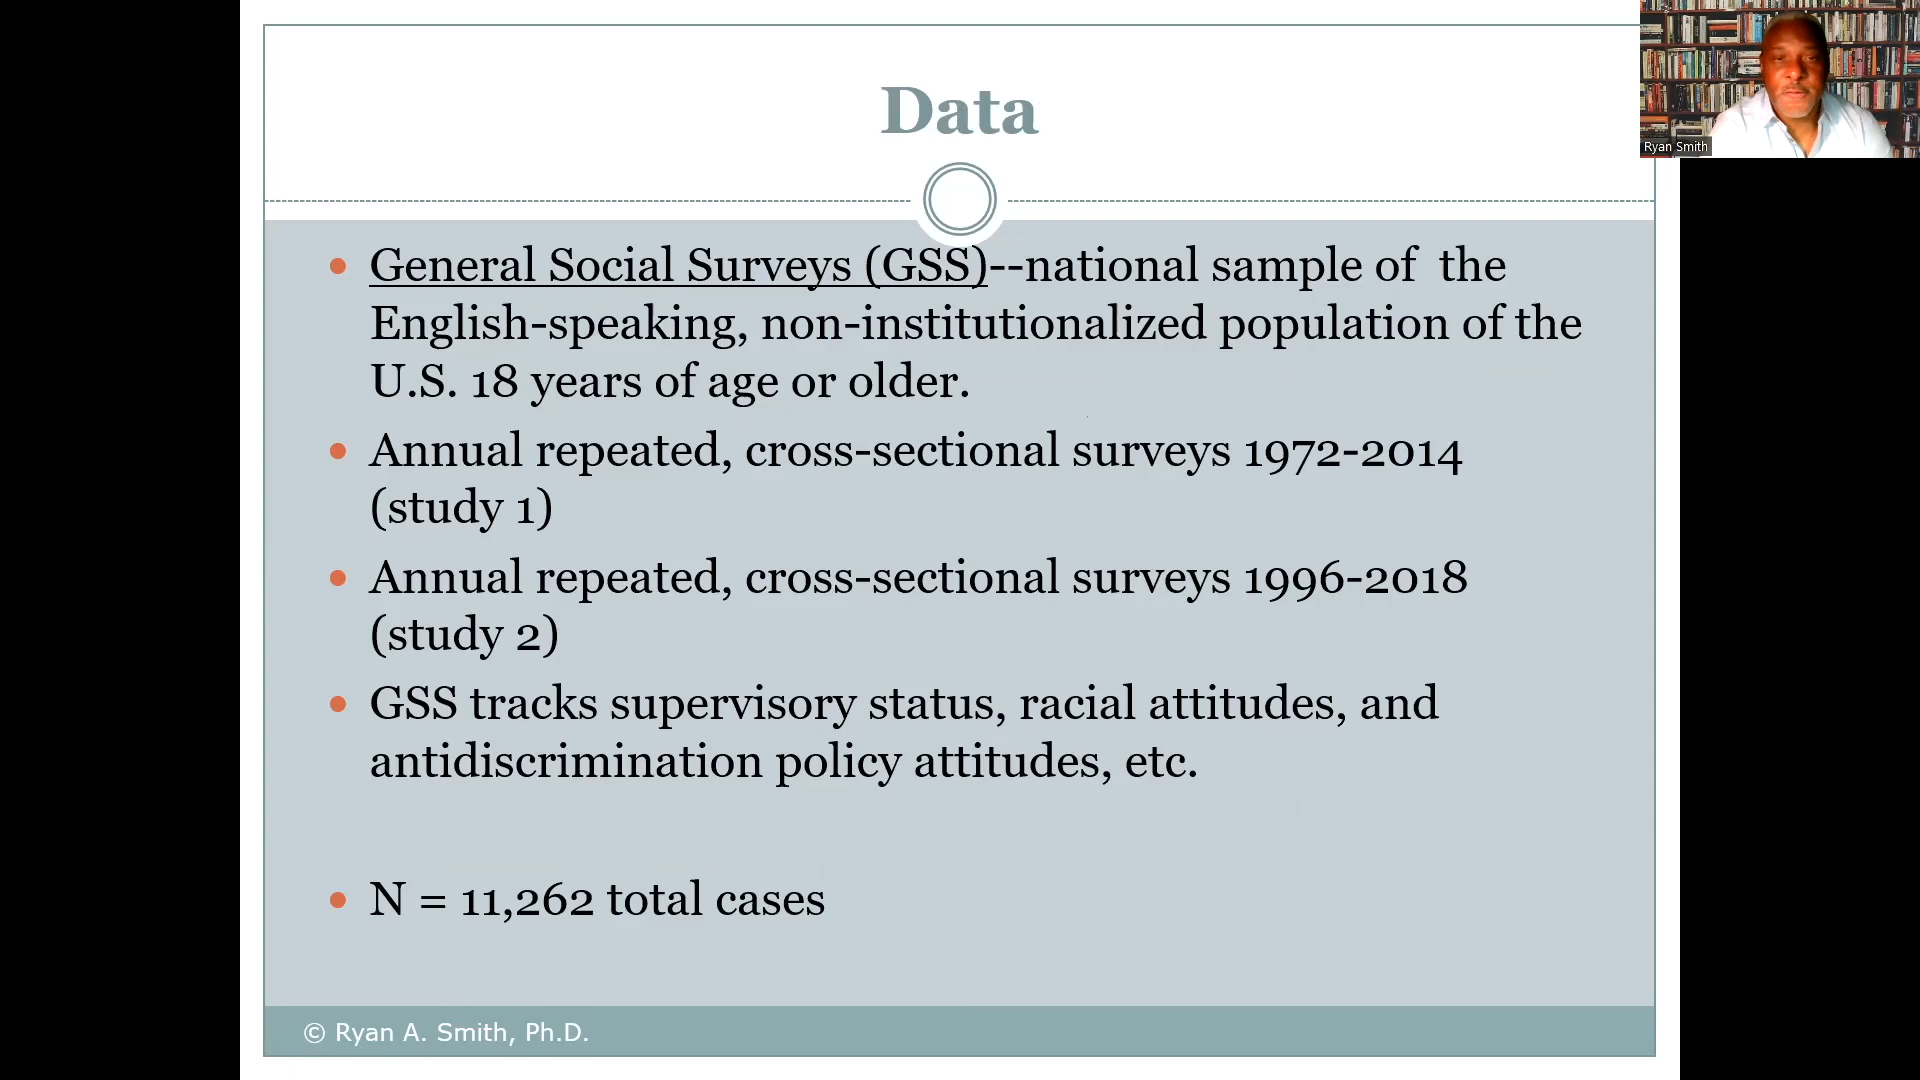 Data
General Social Surveys (GSS)--national sample of  the
English-speaking, non-institutionalized population of the
U.S. 18 years of age or older.
Annual repeated, cross-sectional surveys 1972-2014
(study 1)
Annual repeated, cross-sectional surveys 1996-2018
(study 2)
GSS tracks supervisory status, racial attitudes, and
antidiscrimination policy attitudes, etc.
N = 11,262 total cases
© Ryan A. Smith, Ph.D.
Ryan Smith